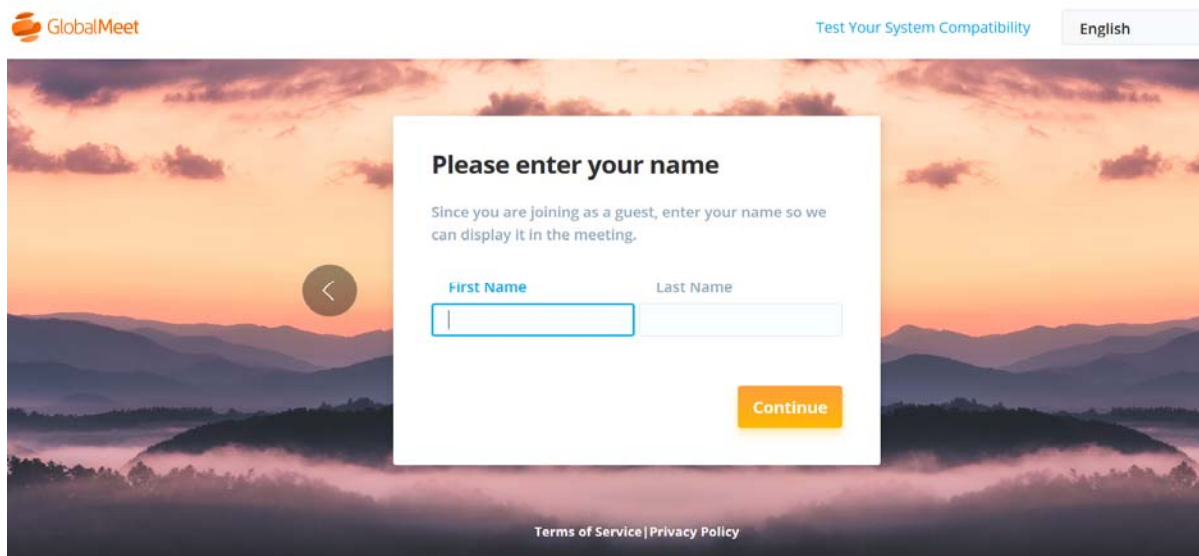 GlobalMeet
Test Your System Compatibility
English
Please enter your name
Since you are joining as a guest, enter your name so we
can display it in the meeting.
First Name
Last Name
Continue
Terms of Service|Privacy Policy